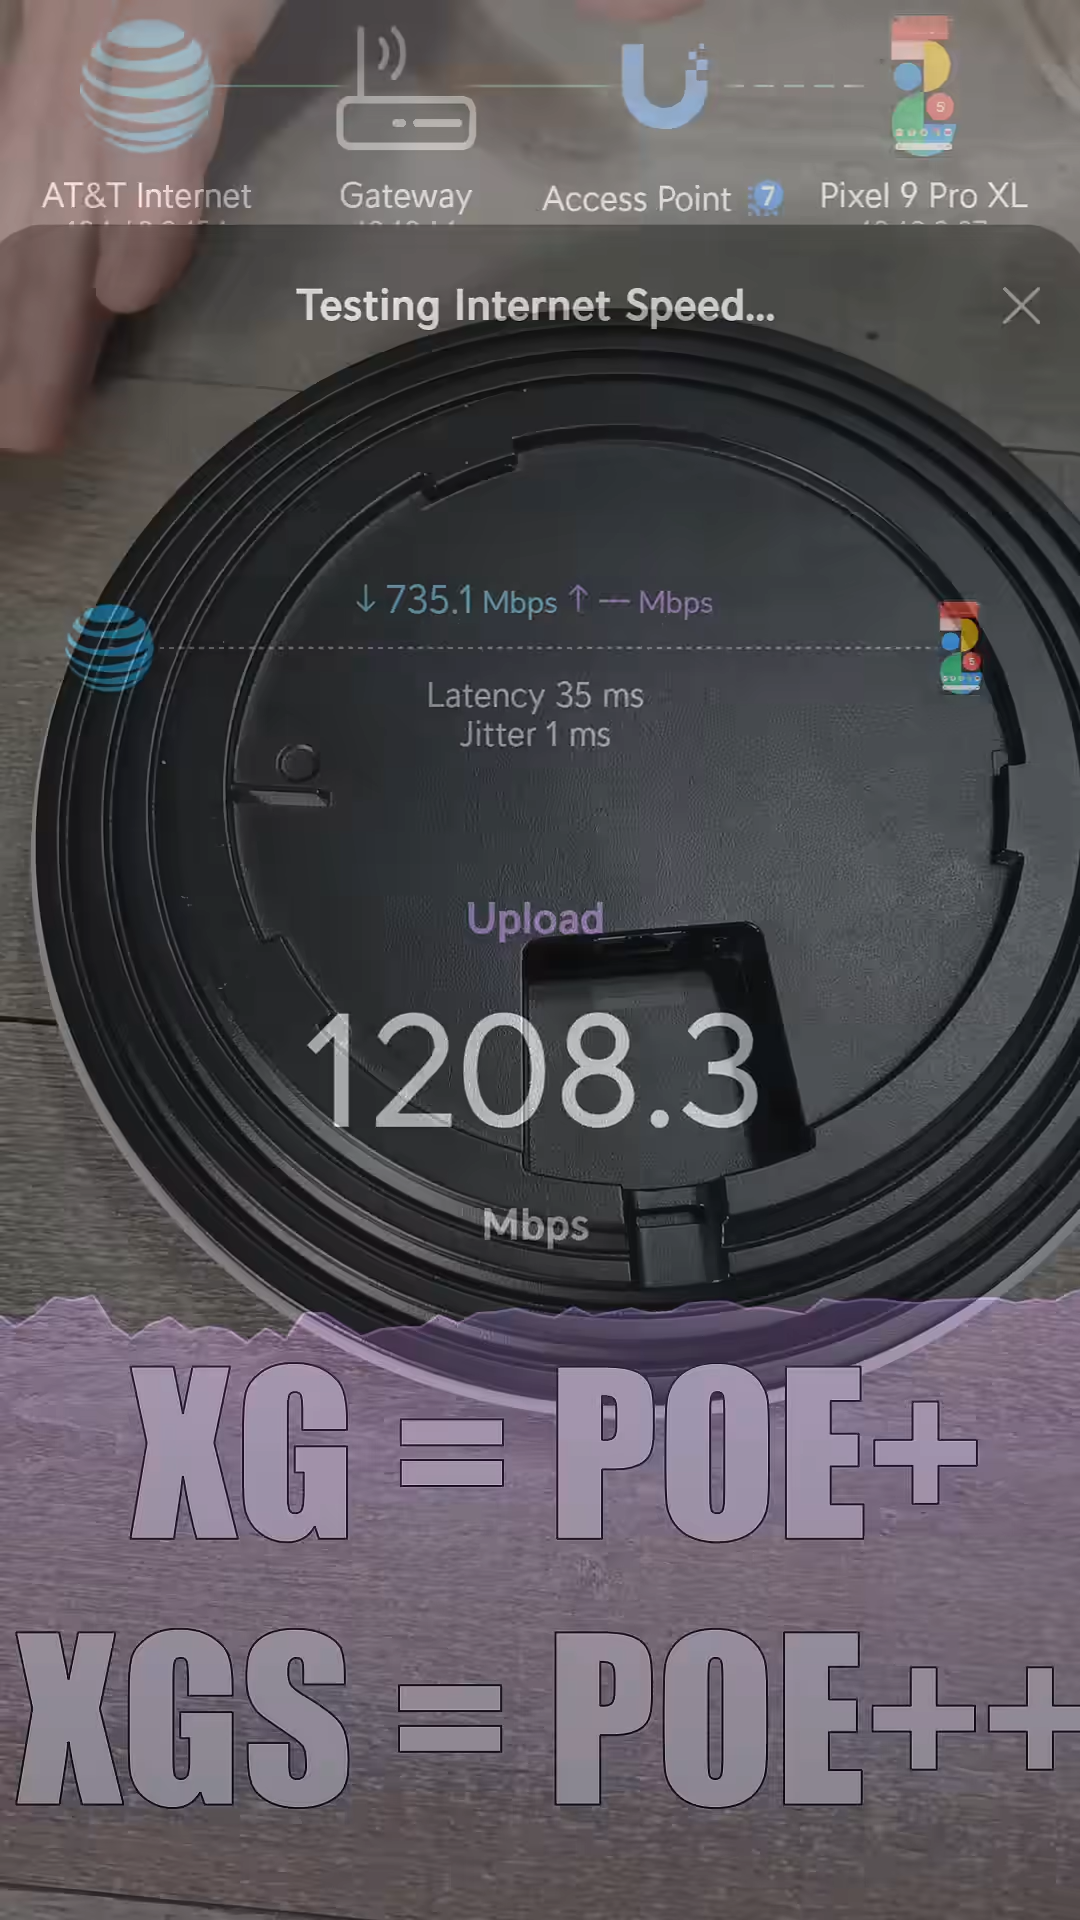 AT&T Internet
Gateway
Access Point 7
Pixel 9 Pro XL
Testing Internet Speed...
↓ 735.1 Mbps ↑ — Mbps
Latency 35 ms
Jitter 1 ms
Upload
1208.3
Mbps
XG = POE+
XGS = POE++